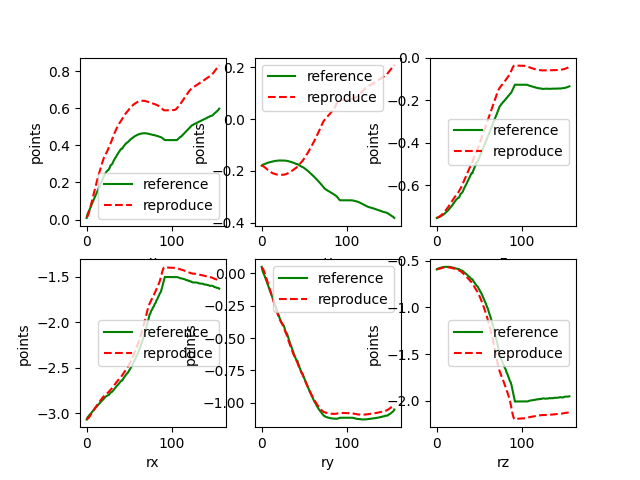 0.8
0.6
0.4
0.2
0.0
points
0
100
reference
reproduce
0.2
0.0
−0.2
−0.4
points
0
100
reference
reproduce
0.0
−0.2
−0.4
−0.6
points
0
100
reference
reproduce
−1.5
−2.0
−2.5
−3.0
points
0
100
rx
reference
reproduce
0.00
−0.25
−0.50
−0.75
−1.00
points
0
100
ry
reference
reproduce
−0.5
−1.0
−1.5
−2.0
points
0
100
rz
reference
reproduce